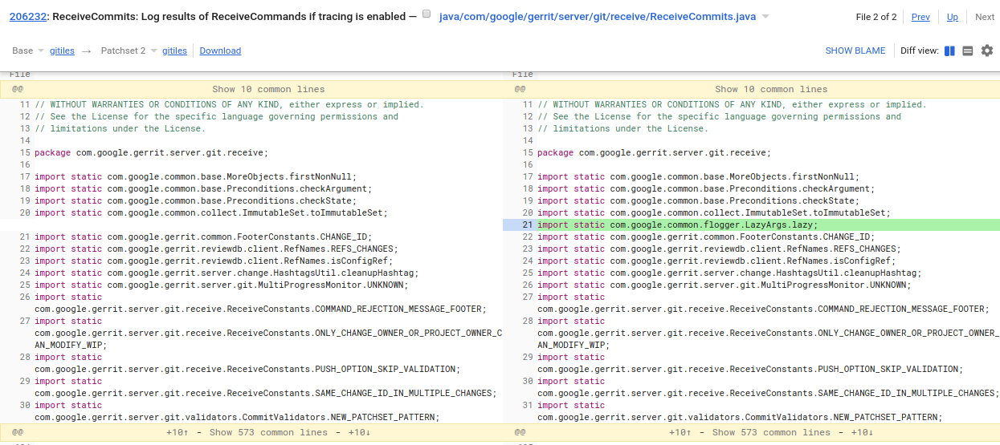 206232: ReceiveCommits: Log results of ReceiveCommands if tracing is enabled — java/com/google/gerrit/server/git/receive/ReceiveCommits.java File 2 of 2 Prev Up Next
Base gitiles → Patchset 2 gitiles Download SHOW BLAME Diff view:
File File
@@ Show 10 common lines @@ Show 10 common lines
11 // WITHOUT WARRANTIES OR CONDITIONS OF ANY KIND, either express or implied. 11 // WITHOUT WARRANTIES OR CONDITIONS OF ANY KIND, either express or implied.
12 // See the License for the specific language governing permissions and 12 // See the License for the specific language governing permissions and
13 // limitations under the License. 13 // limitations under the License.
14 14
15 package com.google.gerrit.server.git.receive; 15 package com.google.gerrit.server.git.receive;
16 16
17 import static com.google.common.base.MoreObjects.firstNonNull; 17 import static com.google.common.base.MoreObjects.firstNonNull;
18 import static com.google.common.base.Preconditions.checkArgument; 18 import static com.google.common.base.Preconditions.checkArgument;
19 import static com.google.common.base.Preconditions.checkState; 19 import static com.google.common.base.Preconditions.checkState;
20 import static com.google.common.collect.ImmutableSet.toImmutableSet; 20 import static com.google.common.collect.ImmutableSet.toImmutableSet;
21 import static com.google.common.flogger.LazyArgs.lazy;
21 import static com.google.gerrit.common.FooterConstants.CHANGE_ID; 22 import static com.google.gerrit.common.FooterConstants.CHANGE_ID;
22 import static com.google.gerrit.reviewdb.client.RefNames.REFS_CHANGES; 23 import static com.google.gerrit.reviewdb.client.RefNames.REFS_CHANGES;
23 import static com.google.gerrit.reviewdb.client.RefNames.isConfigRef; 24 import static com.google.gerrit.reviewdb.client.RefNames.isConfigRef;
24 import static com.google.gerrit.server.change.HashtagsUtil.cleanupHashtag; 25 import static com.google.gerrit.server.change.HashtagsUtil.cleanupHashtag;
25 import static com.google.gerrit.server.git.MultiProgressMonitor.UNKNOWN; 26 import static com.google.gerrit.server.git.MultiProgressMonitor.UNKNOWN;
26 import static 27 import static
com.google.gerrit.server.git.receive.ReceiveConstants.COMMAND_REJECTION_MESSAGE_FOOTER; com.google.gerrit.server.git.receive.ReceiveConstants.COMMAND_REJECTION_MESSAGE_FOOTER;
27 import static 28 import static
com.google.gerrit.server.git.receive.ReceiveConstants.ONLY_CHANGE_OWNER_OR_PROJECT_OWNER_C com.google.gerrit.server.git.receive.ReceiveConstants.ONLY_CHANGE_OWNER_OR_PROJECT_OWNER_
AN_MODIFY_WIP; AN_MODIFY_WIP;
28 import static 29 import static
com.google.gerrit.server.git.receive.ReceiveConstants.PUSH_OPTION_SKIP_VALIDATION; com.google.gerrit.server.git.receive.ReceiveConstants.PUSH_OPTION_SKIP_VALIDATION;
29 import static 30 import static
com.google.gerrit.server.git.receive.ReceiveConstants.SAME_CHANGE_ID_IN_MULTIPLE_CHANGES; com.google.gerrit.server.git.receive.ReceiveConstants.SAME_CHANGE_ID_IN_MULTIPLE_CHANGES;
30 import static 31 import static
com.google.gerrit.server.git.validators.CommitValidators.NEW_PATCHSET_PATTERN; com.google.gerrit.server.git.validators.CommitValidators.NEW_PATCHSET_PATTERN;
@@ +10↑ - Show 573 common lines - +10↓ @@ +10↑ - Show 573 common lines - +10↓